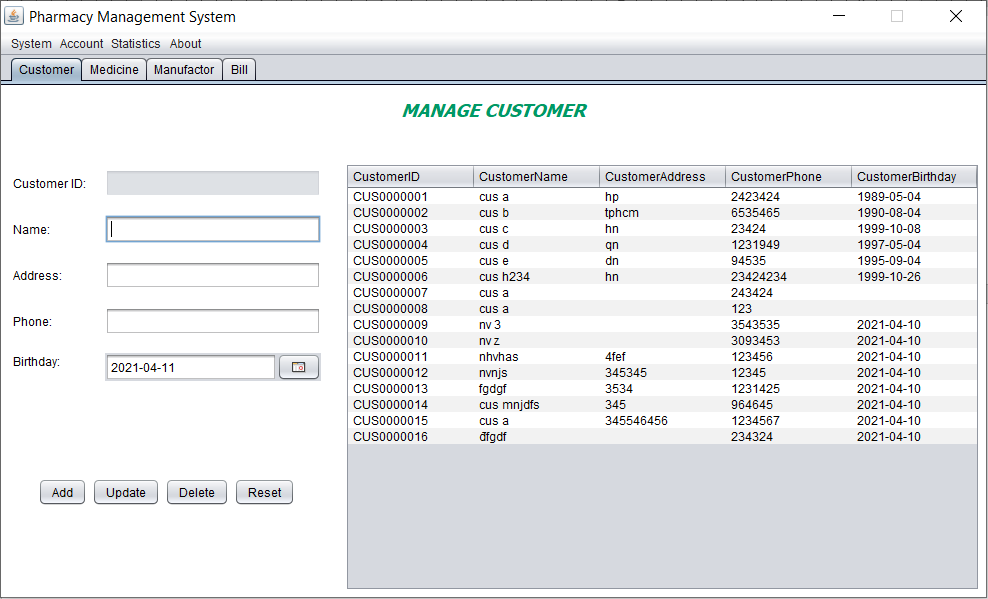 Pharmacy Management System
System Account Statistics About
Customer Medicine Manufactor Bill
MANAGE CUSTOMER
Customer ID:
Name:
Address:
Phone:
Birthday: 2021-04-11
Add Update Delete Reset
CustomerID CustomerName CustomerAddress CustomerPhone CustomerBirthday
CUS0000001 cus a hp 2423424 1989-05-04
CUS0000002 cus b tphcm 6535465 1990-08-04
CUS0000003 cus c hn 23424 1999-10-08
CUS0000004 cus d qn 1231949 1997-05-04
CUS0000005 cus e dn 94535 1995-09-04
CUS0000006 cus h234 hn 23424234 1999-10-26
CUS0000007 cus a 243424
CUS0000008 cus a 123
CUS0000009 nv 3 3543535 2021-04-10
CUS0000010 nv z 3093453 2021-04-10
CUS0000011 nhvhas 4fef 123456 2021-04-10
CUS0000012 nvnjs 345345 12345 2021-04-10
CUS0000013 fgdgf 3534 1231425 2021-04-10
CUS0000014 cus mnjdfs 345 964645 2021-04-10
CUS0000015 cus a 345546456 1234567 2021-04-10
CUS0000016 đfgdf 234324 2021-04-10